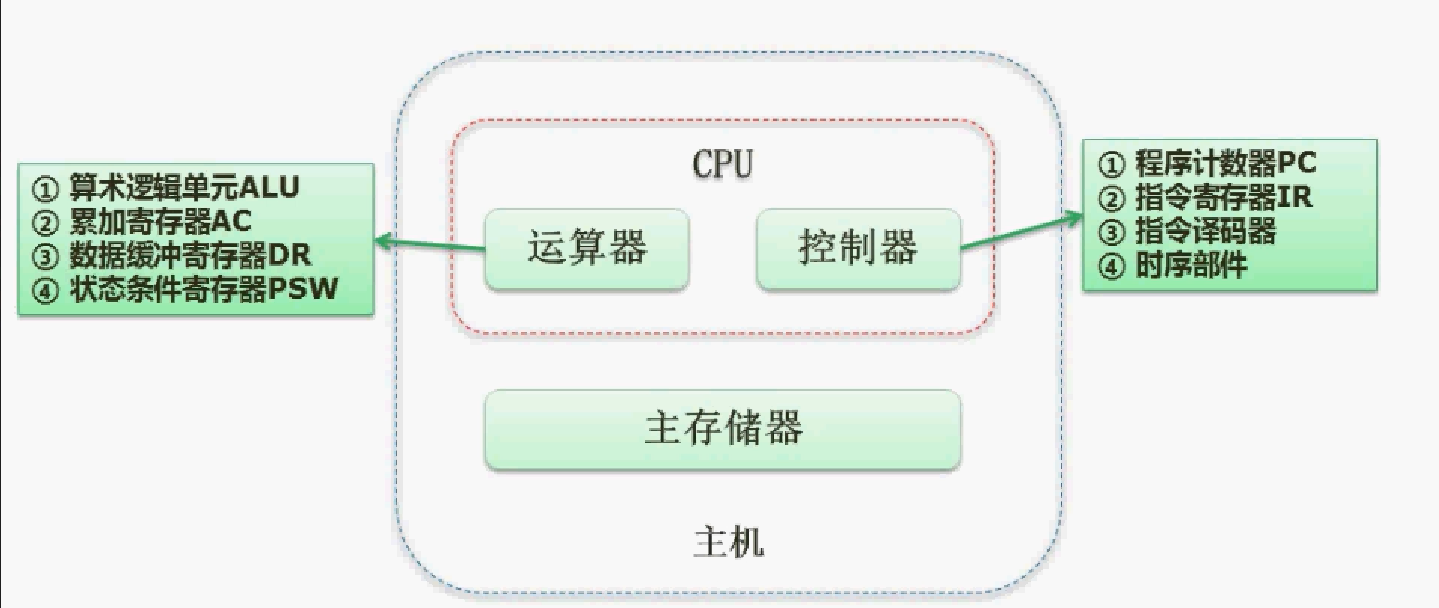 CPU
① 算术逻辑单元ALU
② 累加寄存器AC
③ 数据缓冲寄存器DR
④ 状态条件寄存器PSW
运算器
控制器
① 程序计数器PC
② 指令寄存器IR
③ 指令译码器
④ 时序部件
主存储器
主机